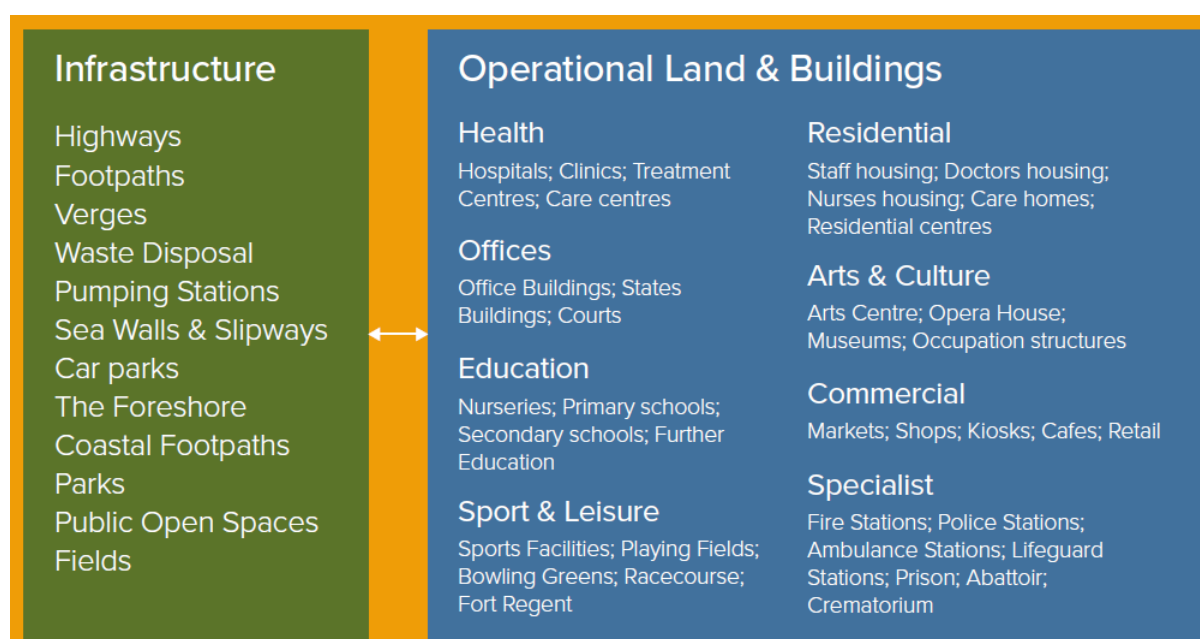 Infrastructure
Highways
Footpaths
Verges
Waste Disposal
Pumping Stations
Sea Walls & Slipways
Car parks
The Foreshore
Coastal Footpaths
Parks
Public Open Spaces
Fields
Operational Land & Buildings
Health
Hospitals; Clinics; Treatment
Centres; Care centres
Offices
Office Buildings; States
Buildings; Courts
Education
Nurseries; Primary schools;
Secondary schools; Further
Education
Sport & Leisure
Sports Facilities; Playing Fields;
Bowling Greens; Racecourse;
Fort Regent
Residential
Staff housing; Doctors housing;
Nurses housing; Care homes;
Residential centres
Arts & Culture
Arts Centre; Opera House;
Museums; Occupation structures
Commercial
Markets; Shops; Kiosks; Cafes; Retail
Specialist
Fire Stations; Police Stations;
Ambulance Stations; Lifeguard
Stations; Prison; Abattoir;
Crematorium